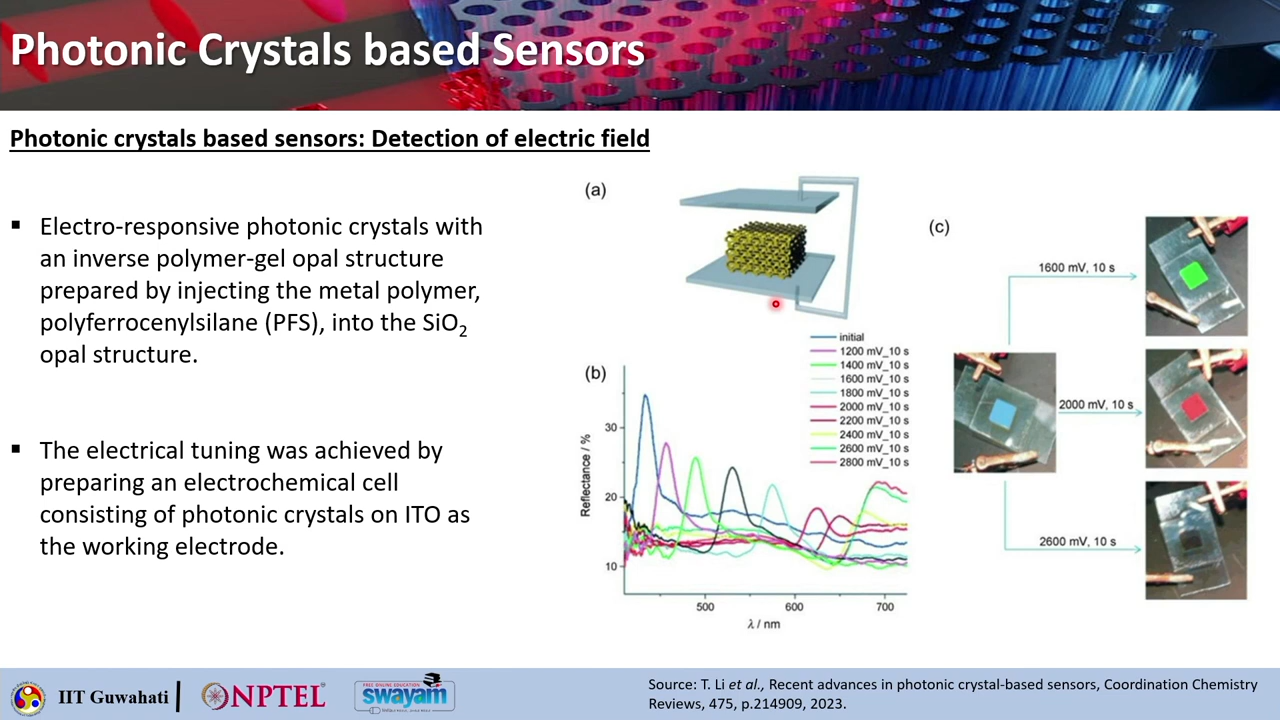 Photonic Crystals based Sensors
Photonic crystals based sensors: Detection of electric field
▪ Electro-responsive photonic crystals with
an inverse polymer-gel opal structure
prepared by injecting the metal polymer,
polyferrocenylsilane (PFS), into the SiO2
opal structure.
▪ The electrical tuning was achieved by
preparing an electrochemical cell
consisting of photonic crystals on ITO as
the working electrode.
(a)
(b)
initial
1200 mV_10 s
1400 mV_10 s
1600 mV_10 s
1800 mV_10 s
2000 mV_10 s
2200 mV_10 s
2400 mV_10 s
2600 mV_10 s
2800 mV_10 s
Reflectance / %
30
20
10
500
600
700
λ / nm
(c)
1600 mV, 10 s
2000 mV, 10 s
2600 mV, 10 s
IIT Guwahati
NPTEL
FREE ONLINE EDUCATION
swayam
Source: T. Li et al., Recent advances in photonic crystal-based sensors, Coordination Chemistry
Reviews, 475, p.214909, 2023.